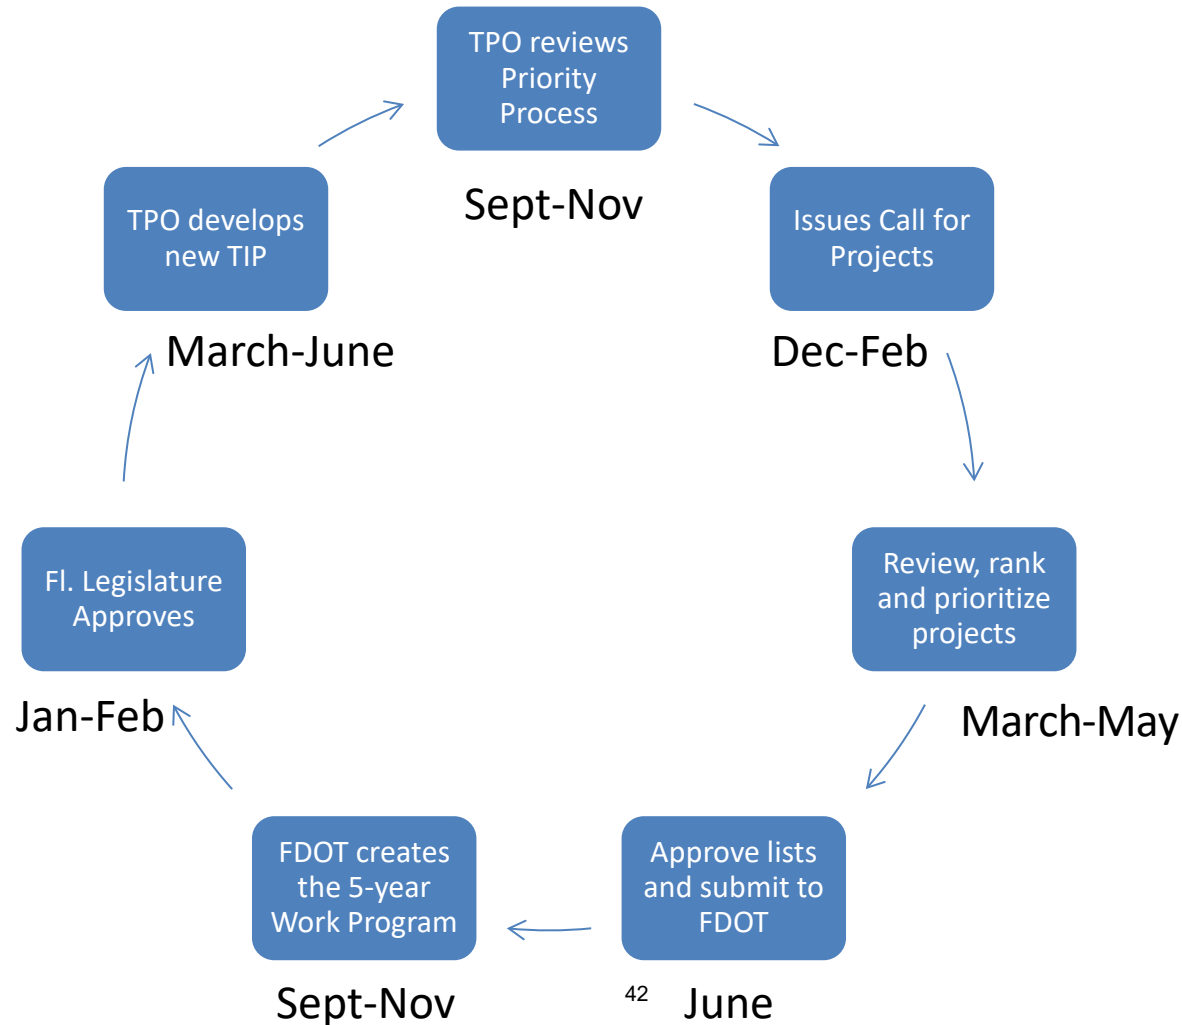 TPO reviews
Priority
Process
Sept-Nov
Issues Call for
Projects
Dec-Feb
Review, rank
and prioritize
projects
March-May
Approve lists
and submit to
FDOT
June
FDOT creates
the 5-year
Work Program
Sept-Nov
Fl. Legislature
Approves
Jan-Feb
TPO develops
new TIP
March-June
42